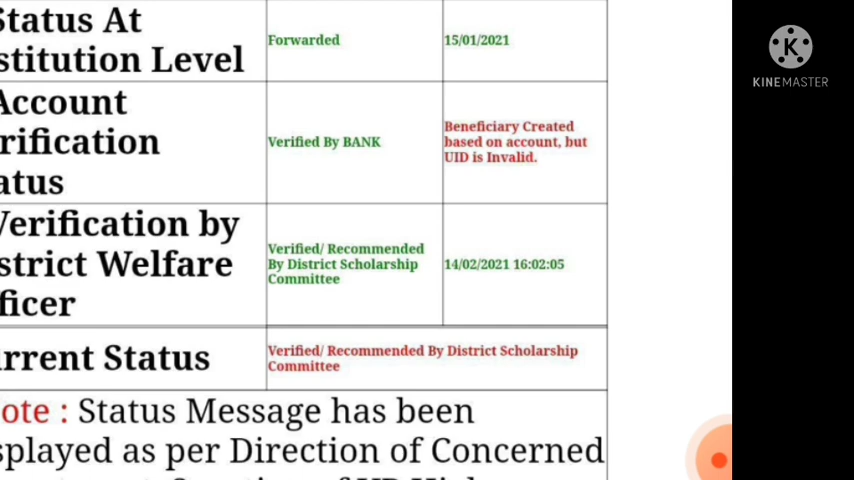 Status At
stitution Level
Forwarded
15/01/2021
Account
rification
atus
Verified By BANK
Beneficiary Created
based on account, but
UID is Invalid.
Verification by
strict Welfare
ficer
Verified/ Recommended
By District Scholarship
Committee
14/02/2021 16:02:05
rrent Status
Verified/ Recommended By District Scholarship
Committee
ote : Status Message has been
splayed as per Direction of Concerned
K
KINEMASTER